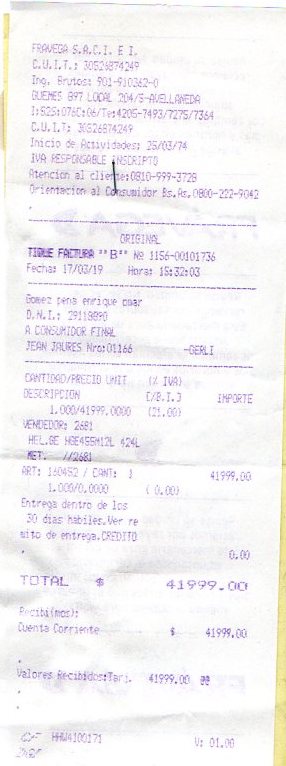 FRAVEGA S.A.C.I. E I.
C.U.I.T.: 30526874249
Ing. Brutos: 901-910362-0
GUEMES 897 LOCAL 204/5-AVELLANEDA
I:525:076C:06/Te:4205-7493/7275/7364
C.U.I.T: 30526874249
Inicio de Actividades: 25/03/74
IVA RESPONSABLE INSCRIPTO
Atencion al cliente:0810-999-3728
Orientacion al Consumidor Bs.As.0800-222-9042
ORIGINAL
TIQUE FACTURA "B" Nº 1156-00101736
Fecha: 17/03/19 Hora: 15:32:03
Gomez pena enrique omar
D.N.I.: 29118890
A CONSUMIDOR FINAL
JEAN JAURES Nro:01166 -GERLI
CANTIDAD/PRECIO UNIT (% IVA)
DESCRIPCION C/B.I.) IMPORTE
1.000/41999.0000 (21.00)
VENDEDOR: 2681
HEL.GE HGE455M12L 424L
MET. //2681
ART: 160452 / CANT: 1 41999.00
1.000/0.0000 ( 0.00)
Entrega dentro de los
30 dias habiles.Ver re
mito de entrega.CREDITO
0.00
TOTAL $ 41999.00
Recibi(mos):
Cuenta Corriente $ 41999.00
Valores Recibidos:Tarj. 41999.00
HHW4100171 V: 01.00